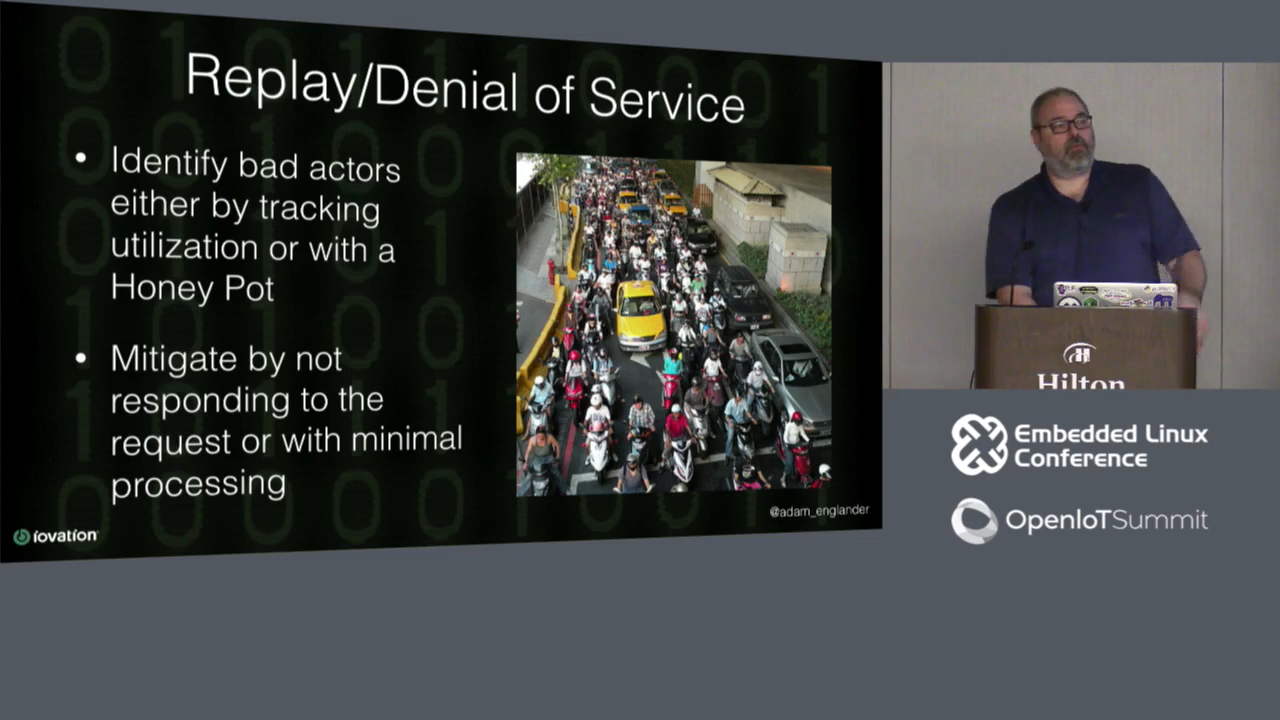 Replay/Denial of Service
• Identify bad actors
either by tracking
utilization or with a
Honey Pot
• Mitigate by not
responding to the
request or with minimal
processing
@adam_englander
iovation
Hilton
Embedded Linux
Conference
OpenIoTSummit